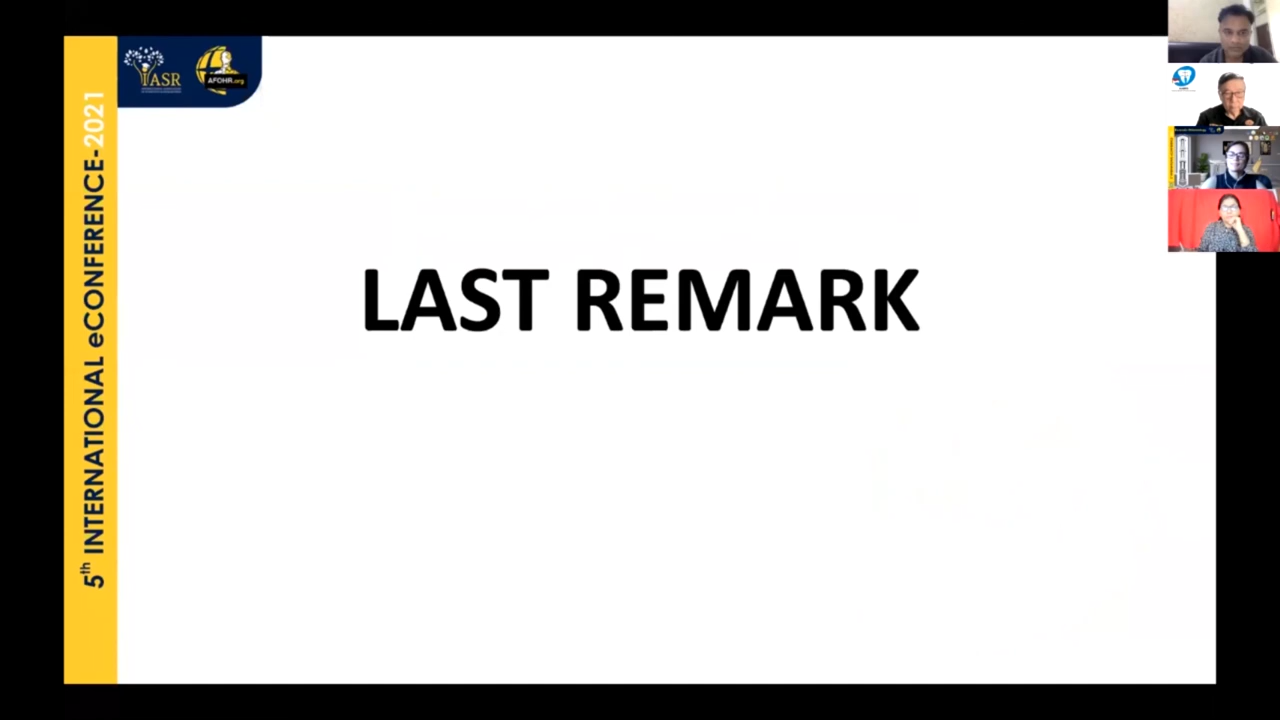 IASR
AFOHR.org
5th INTERNATIONAL eCONFERENCE-2021
LAST REMARK